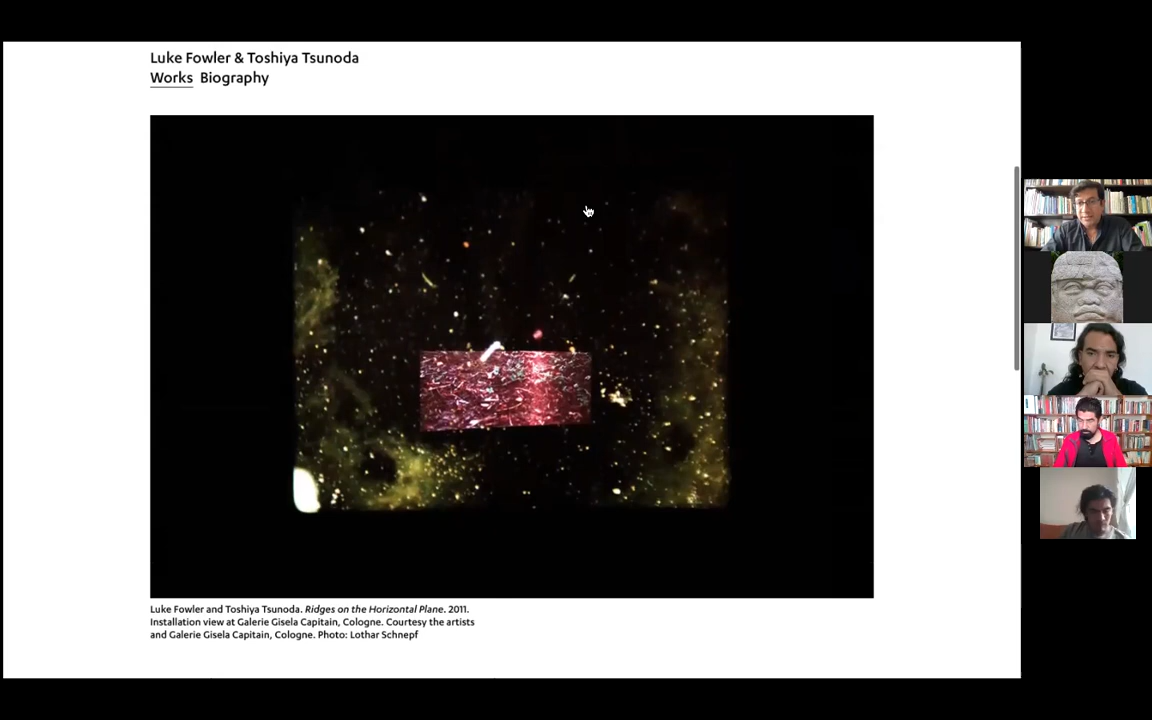 Luke Fowler & Toshiya Tsunoda
Works Biography
Luke Fowler and Toshiya Tsunoda. Ridges on the Horizontal Plane. 2011.
Installation view at Galerie Gisela Capitain, Cologne. Courtesy the artists
and Galerie Gisela Capitain, Cologne. Photo: Lothar Schnepf